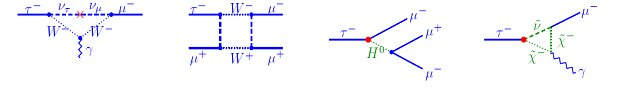 τ⁻ ν_τ ν_μ μ⁻
W⁻ W⁻
γ
τ⁻ W⁻ μ⁻
μ⁺ W⁺ μ⁻
τ⁻ H⁰ μ⁻
μ⁺
μ⁻
τ⁻ ν̃ μ⁻
χ̃⁻ χ̃⁻
γ